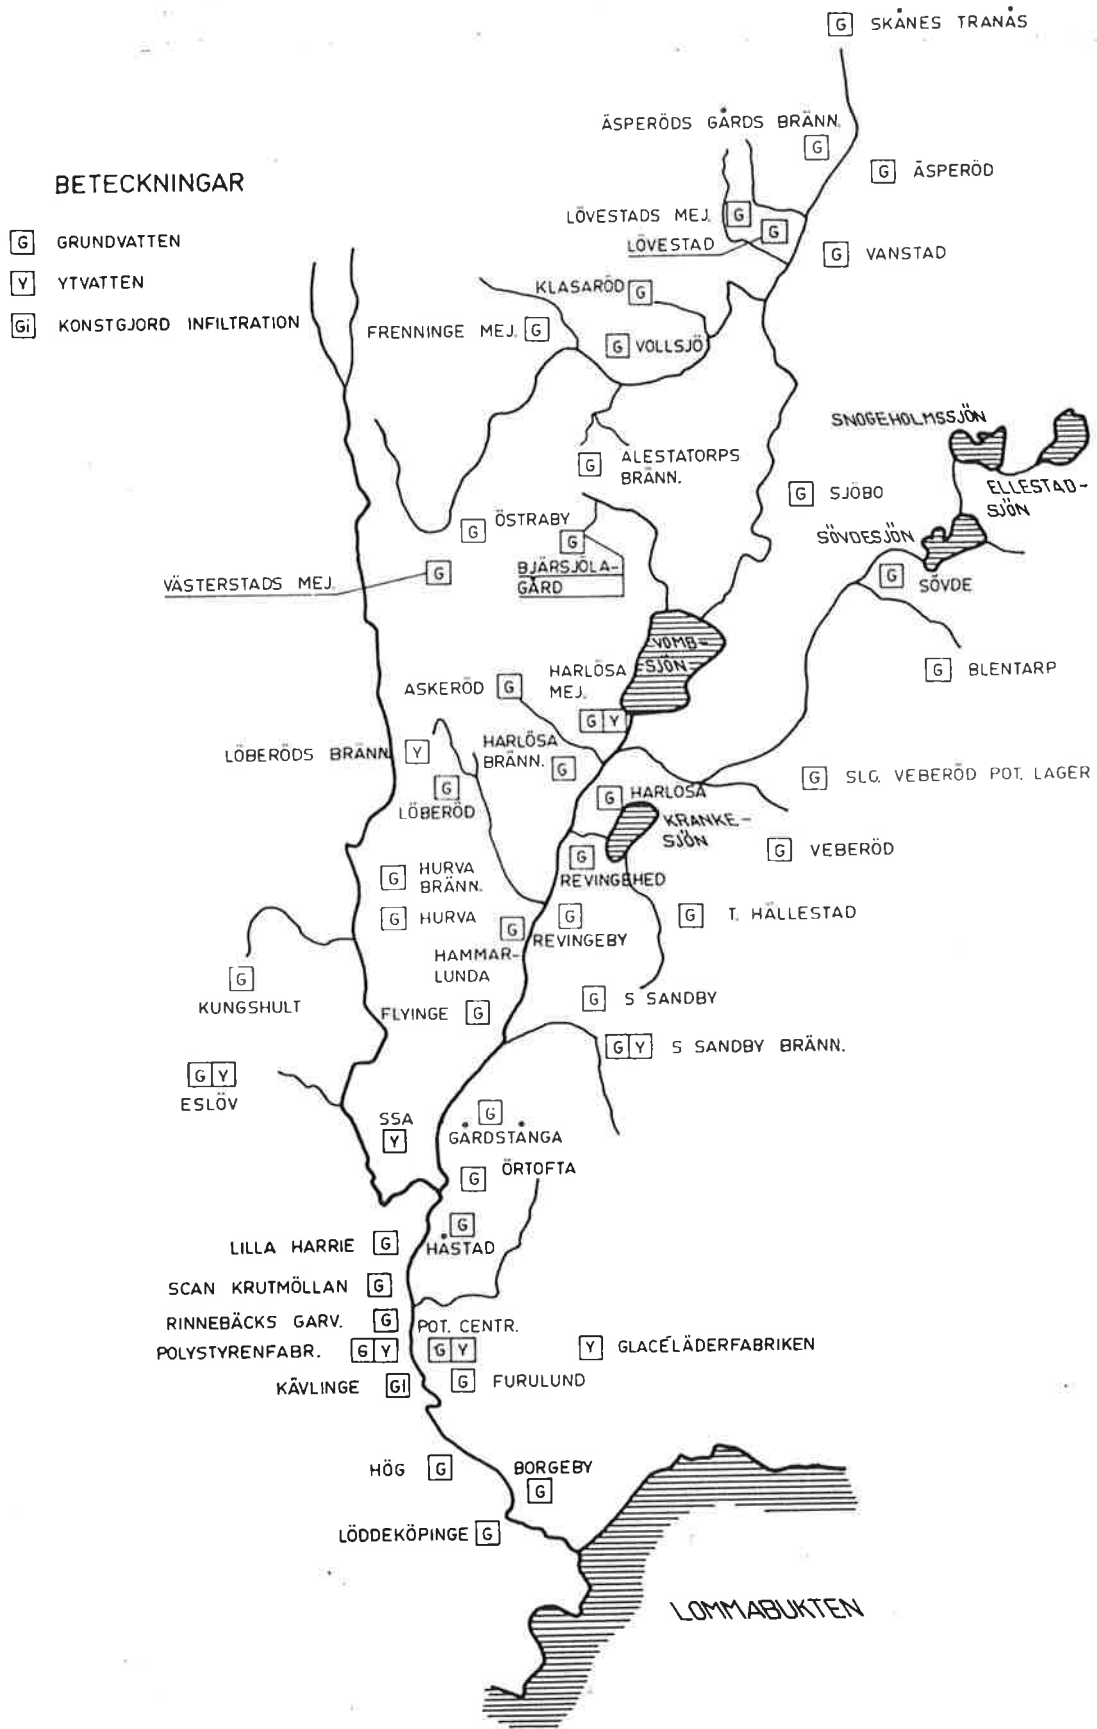 G SKÅNES TRANÅS
ÄSPERÖDS GÅRDS BRÄNN.
G
G ÄSPERÖD
BETECKNINGAR
G GRUNDVATTEN
Y YTVATTEN
Gi KONSTGJORD INFILTRATION
LÖVESTADS MEJ. G
LÖVESTAD G
G VANSTAD
KLASARÖD G
FRENNINGE MEJ. G
G VOLLSJÖ
SNOGEHOLMSSJÖN
G ALESTATORPS
BRÄNN.
G SJÖBO
ELLESTAD-
SJÖN
G ÖSTRABY
SÖVDESJÖN
G
BJÄRSJÖLA-
GÅRD
VÄSTERSTADS MEJ. G
G SÖVDE
VOMB-
SJÖN
G BLENTARP
ASKERÖD G
HARLÖSA
MEJ.
G Y
LÖBERÖDS BRÄNN. Y
HARLÖSA
BRÄNN. G
G SLG. VEBERÖD POT. LAGER
G
LÖBERÖD
G HARLÖSA
KRANKE-
SJÖN
G VEBERÖD
G HURVA
BRÄNN.
G
REVINGEHED
G HURVA
G
HAMMAR-
LUNDA
G
REVINGEBY
G T. HÄLLESTAD
G
KUNGSHULT
FLYINGE G
G S SANDBY
G Y S SANDBY BRÄNN.
G Y
ESLÖV
SSA
Y
G
GÅRDSTÅNGA
G ÖRTOFTA
G
HÅSTAD
LILLA HARRIE G
SCAN KRUTMÖLLAN G
RINNEBÄCKS GARV. G
POT. CENTR.
G Y
POLYSTYRENFABR. G Y
Y GLACÉLÄDERFABRIKEN
KÄVLINGE GI
G FURULUND
HÖG G
BORGEBY
G
LÖDDEKÖPINGE G
LOMMABUKTEN